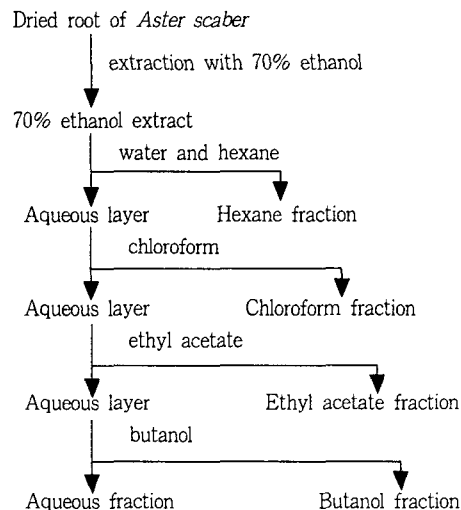 Dried root of Aster scaber
extraction with 70% ethanol
70% ethanol extract
water and hexane
Aqueous layer Hexane fraction
chloroform
Aqueous layer Chloroform fraction
ethyl acetate
Aqueous layer Ethyl acetate fraction
butanol
Aqueous fraction Butanol fraction